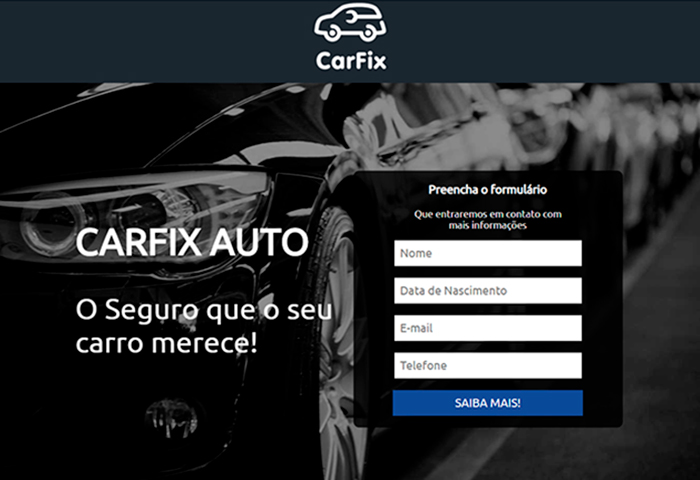 CarFix
CARFIX AUTO
O Seguro que o seu
carro merece!
Preencha o formulário
Que entraremos em contato com
mais informações
Nome
Data de Nascimento
E-mail
Telefone
SAIBA MAIS!